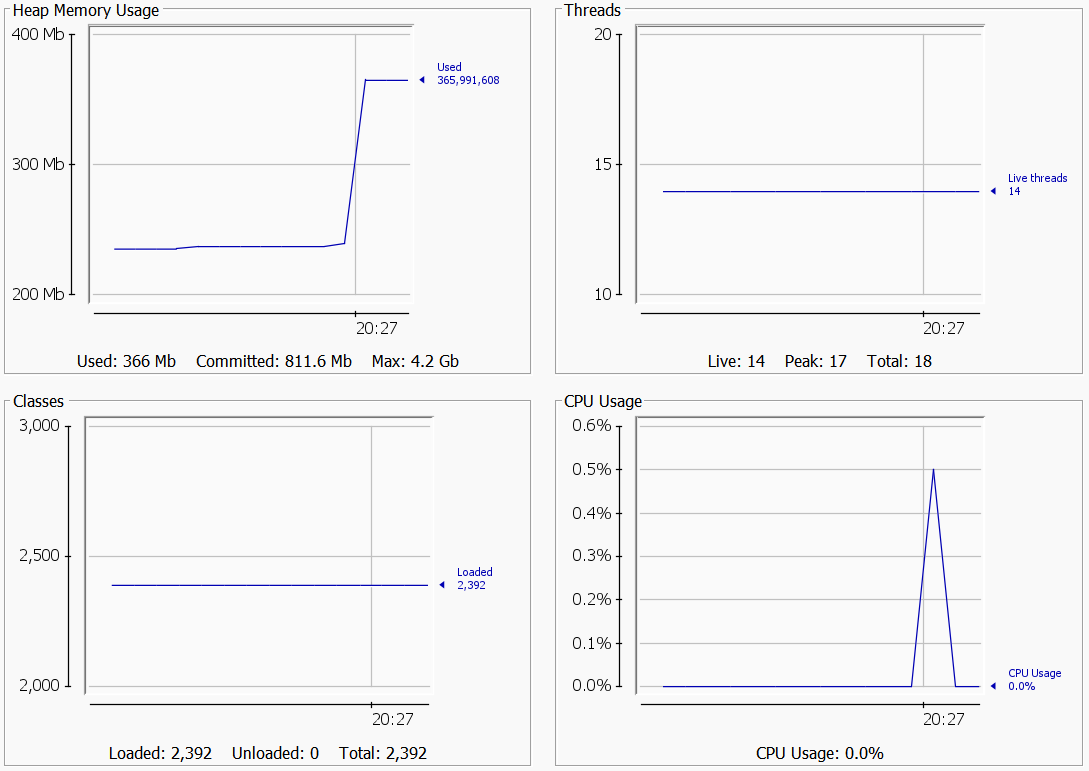 Heap Memory Usage
400 Mb
300 Mb
200 Mb
Used
365,991,608
20:27
Used: 366 Mb Committed: 811.6 Mb Max: 4.2 Gb
Threads
20
15
10
Live threads
14
20:27
Live: 14 Peak: 17 Total: 18
Classes
3,000
2,500
2,000
Loaded
2,392
20:27
Loaded: 2,392 Unloaded: 0 Total: 2,392
CPU Usage
0.6%
0.5%
0.4%
0.3%
0.2%
0.1%
0.0%
CPU Usage
0.0%
20:27
CPU Usage: 0.0%